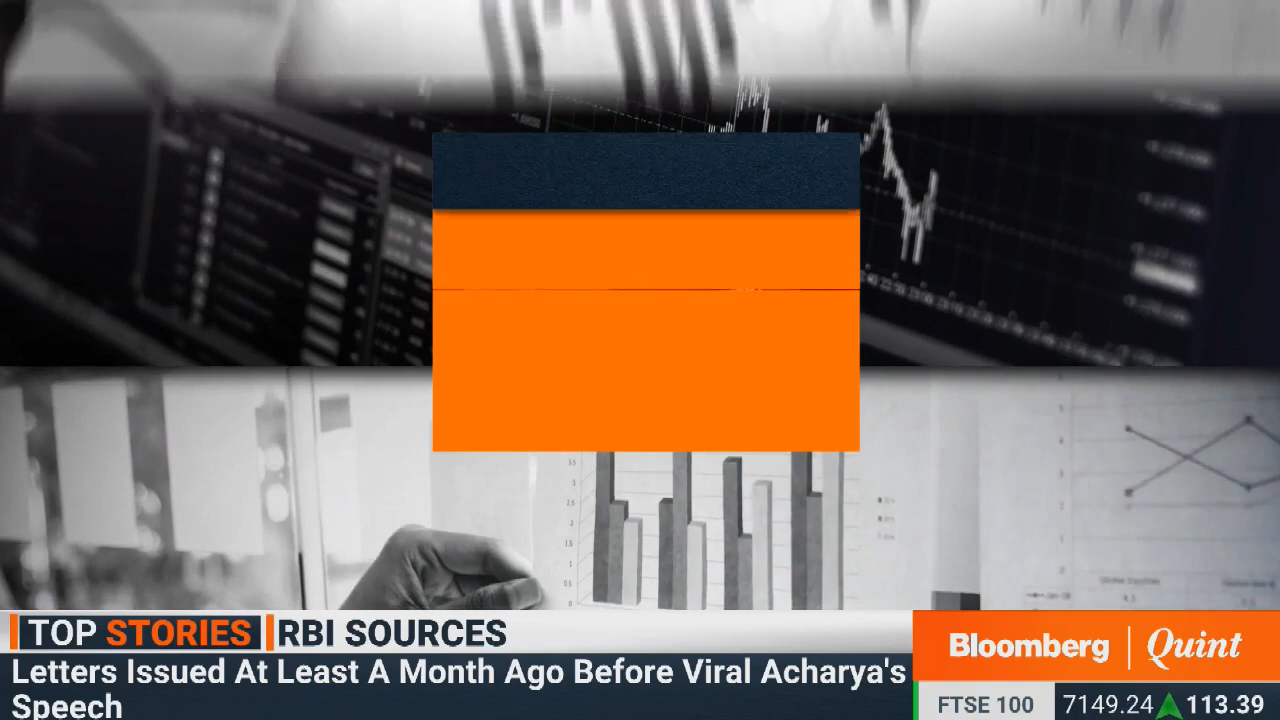 TOP STORIES RBI SOURCES
Letters Issued At Least A Month Ago Before Viral Acharya's
Speech
Bloomberg | Quint
FTSE 100 7149.24 ▲ 113.39